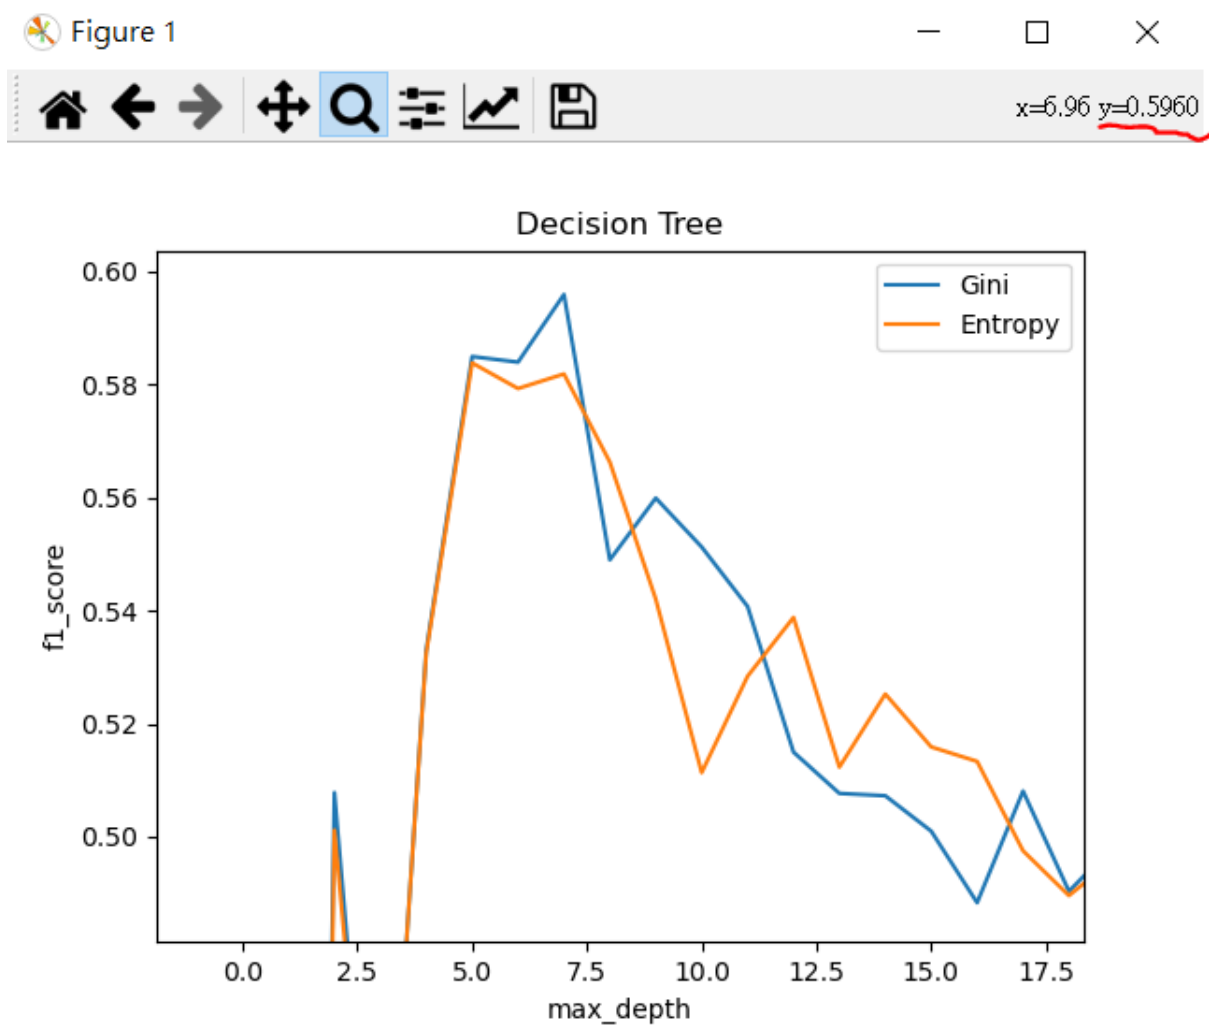 Figure 1
x=6.96 y=0.5960
Decision Tree
Gini
Entropy
0.60
0.58
0.56
0.54
0.52
0.50
f1_score
0.0 2.5 5.0 7.5 10.0 12.5 15.0 17.5
max_depth